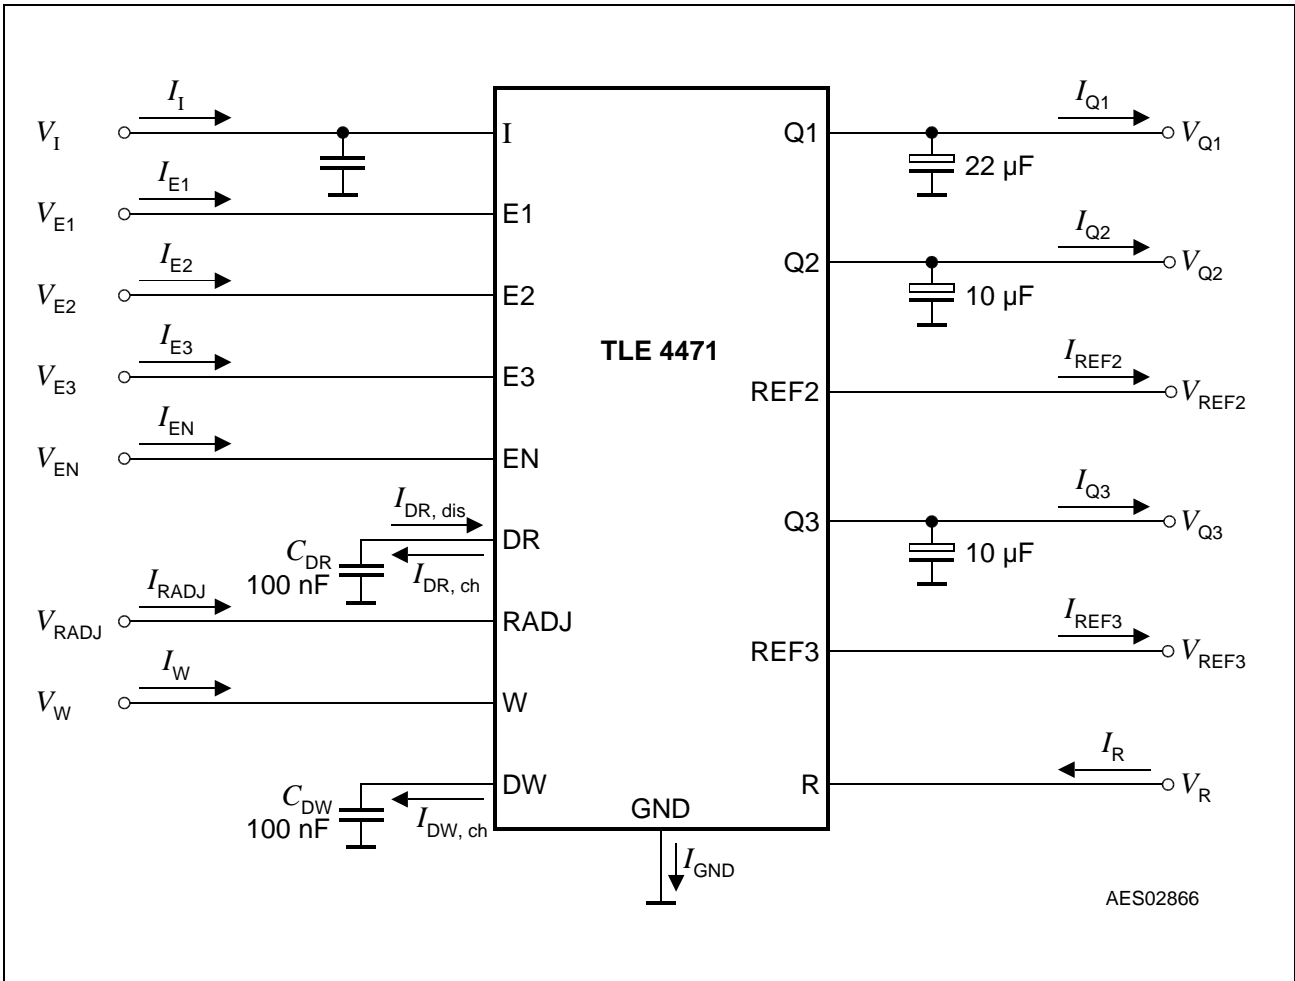 I_I
V_I
I
I_E1
V_E1
E1
I_E2
V_E2
E2
I_E3
V_E3
E3
I_EN
V_EN
EN
I_DR, dis
DR
C_DR
100 nF
I_DR, ch
I_RADJ
V_RADJ
RADJ
I_W
V_W
W
DW
C_DW
100 nF
I_DW, ch
TLE 4471
GND
I_GND
Q1
I_Q1
V_Q1
22 µF
Q2
I_Q2
V_Q2
10 µF
REF2
I_REF2
V_REF2
Q3
I_Q3
V_Q3
10 µF
REF3
I_REF3
V_REF3
R
I_R
V_R
AES02866